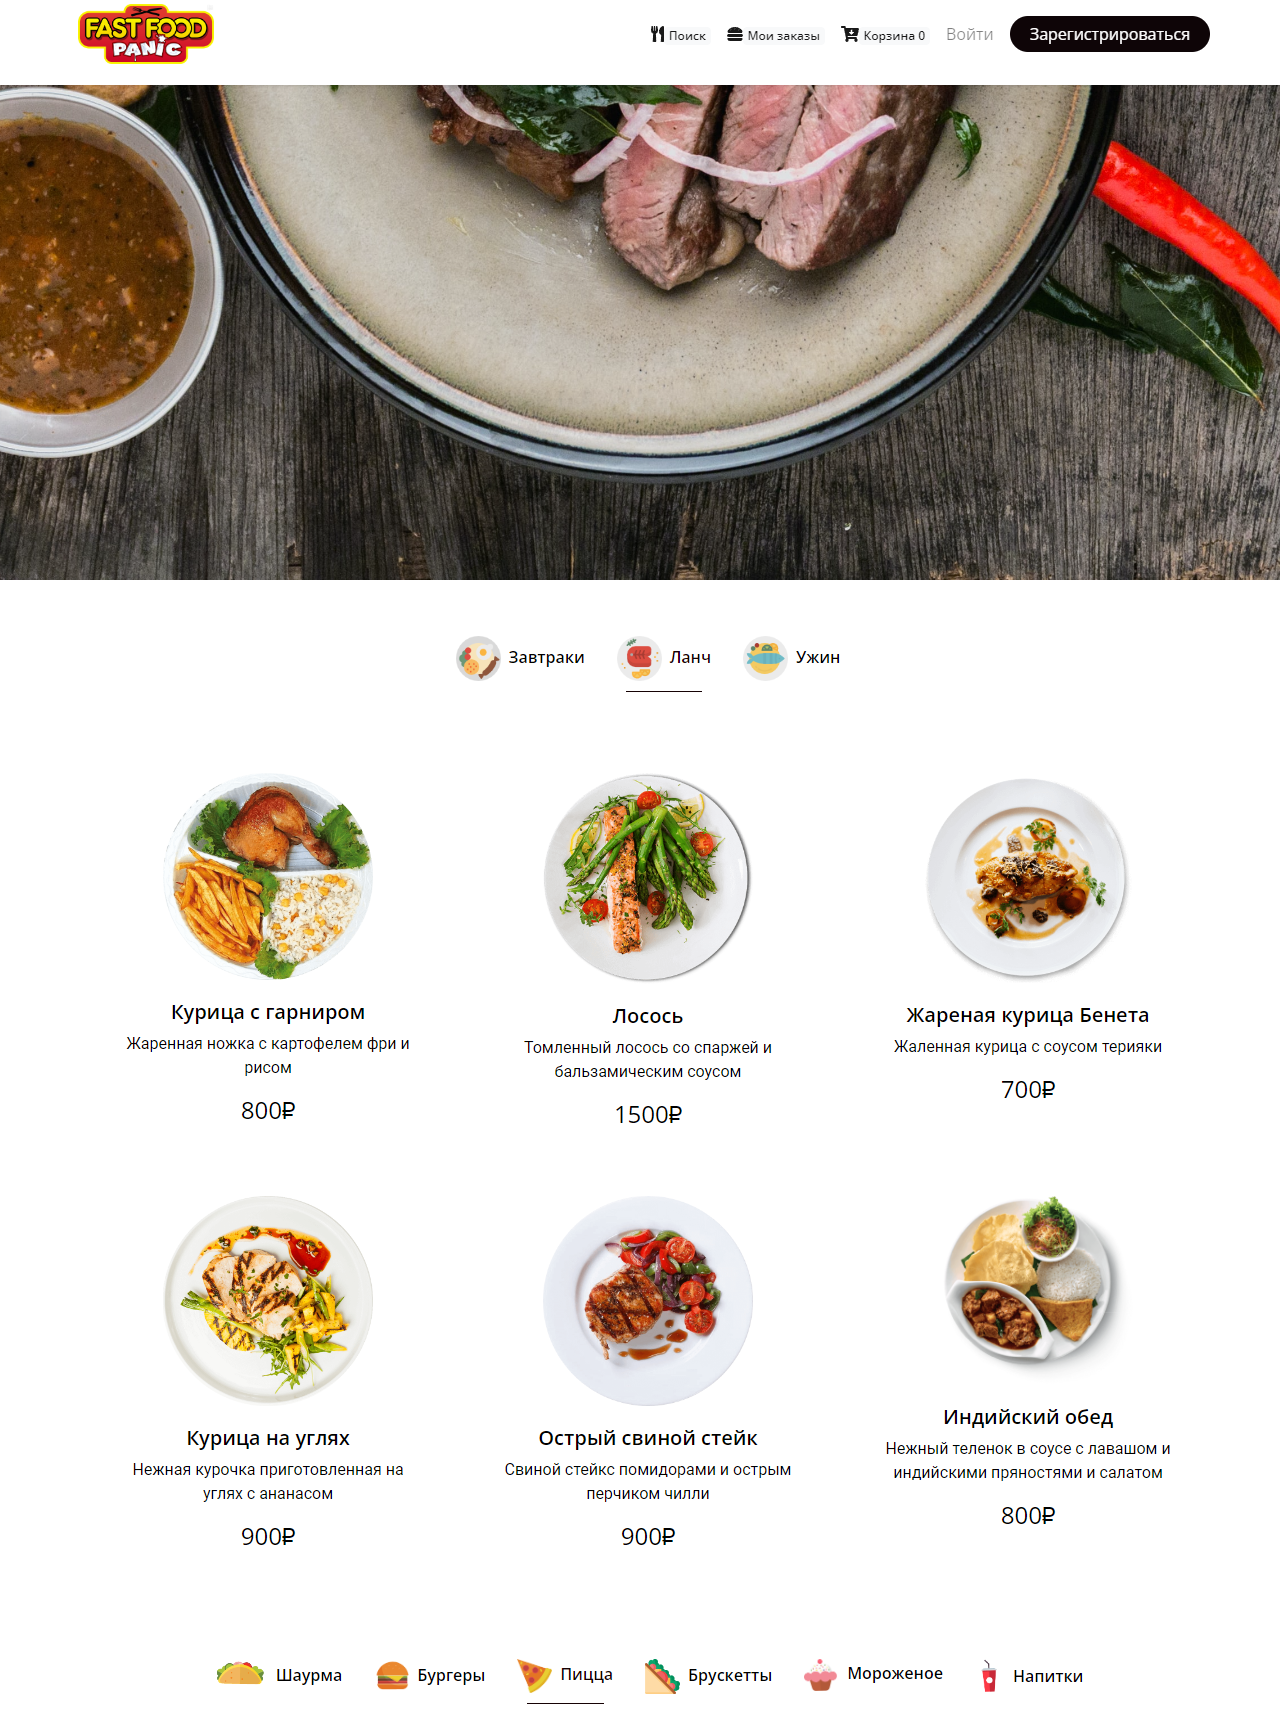 FAST FOOD
PANIC
Поиск
Мои заказы
Корзина 0
Войти
Зарегистрироваться
Завтраки
Ланч
Ужин
Курица с гарниром
Жаренная ножка с картофелем фри и
рисом
800₽
Лосось
Томленный лосось со спаржей и
бальзамическим соусом
1500₽
Жареная курица Бенета
Жаленная курица с соусом терияки
700₽
Курица на углях
Нежная курочка приготовленная на
углях с ананасом
900₽
Острый свиной стейк
Свиной стейкс помидорами и острым
перчиком чилли
900₽
Индийский обед
Нежный теленок в соусе с лавашом и
индийскими пряностями и салатом
800₽
Шаурма
Бургеры
Пицца
Брускетты
Мороженое
Напитки